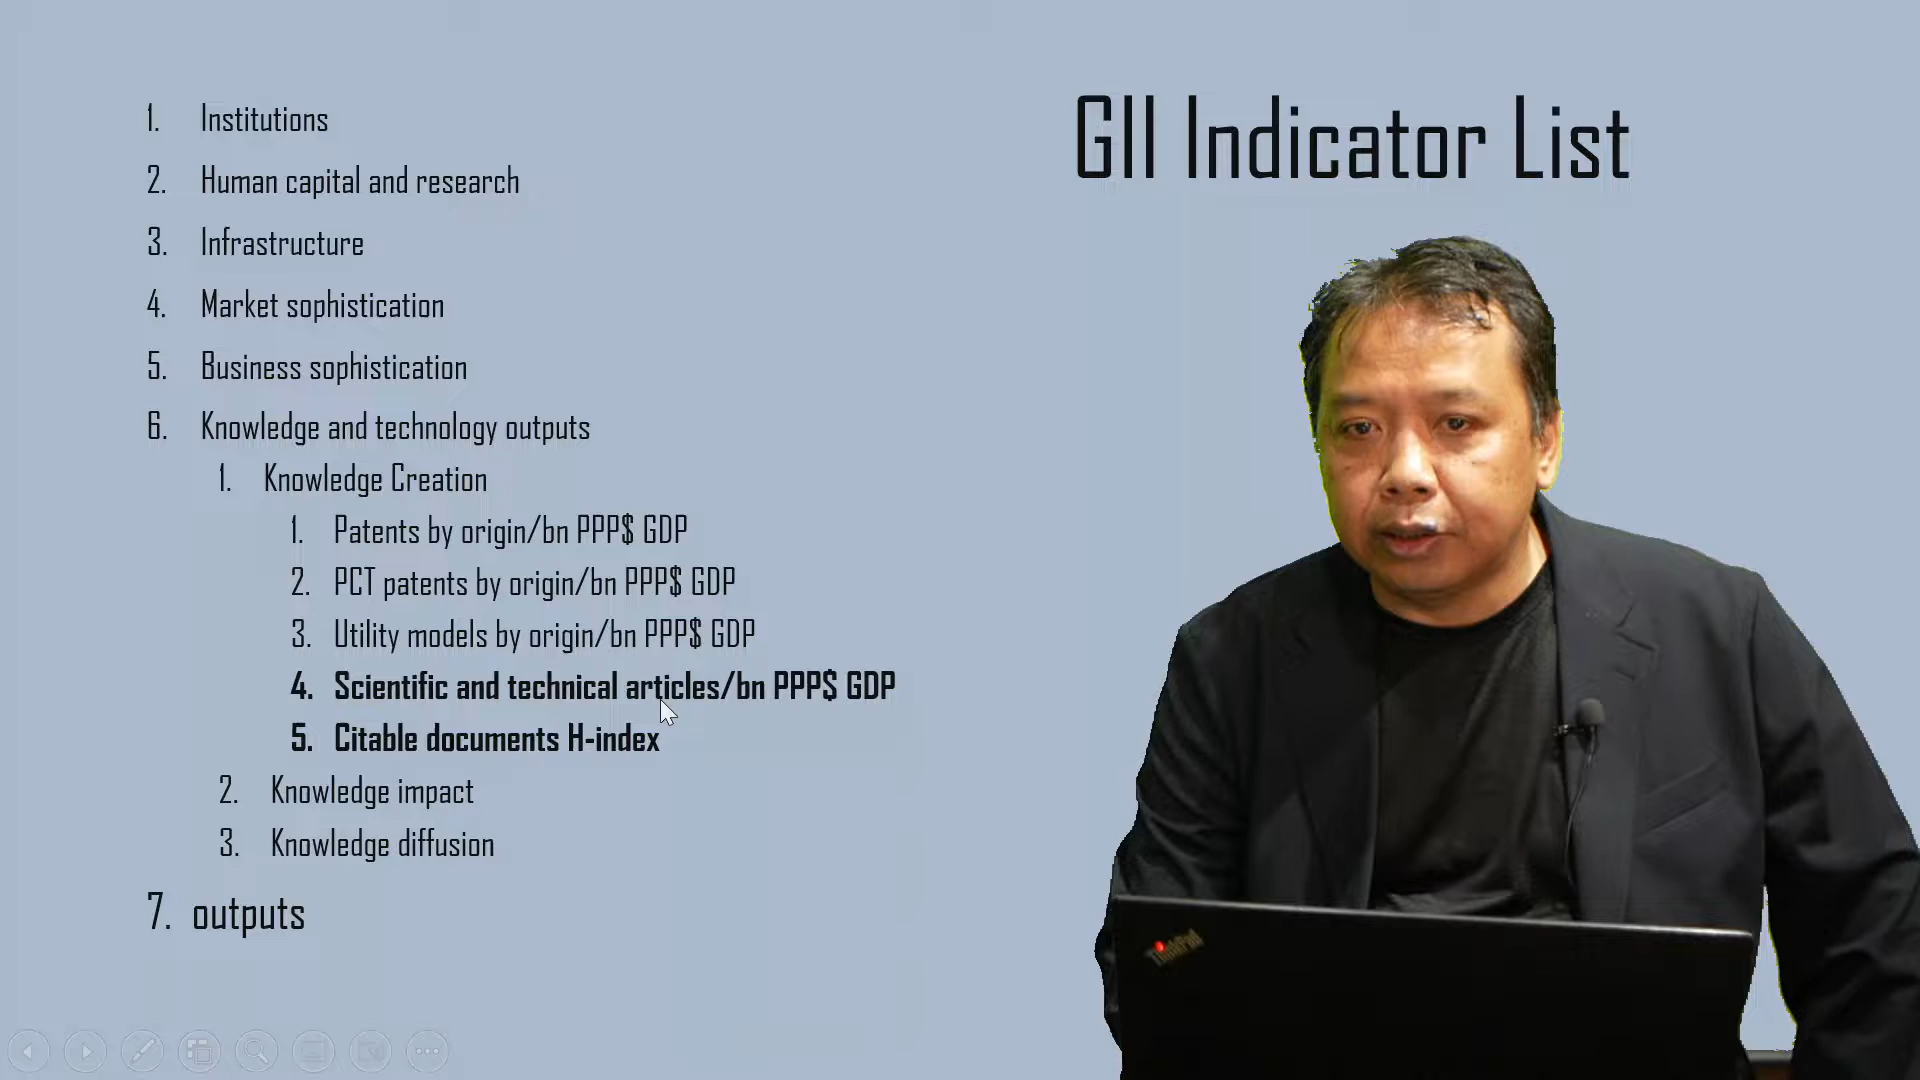 GII Indicator List
1. Institutions
2. Human capital and research
3. Infrastructure
4. Market sophistication
5. Business sophistication
6. Knowledge and technology outputs
1. Knowledge Creation
1. Patents by origin/bn PPP$ GDP
2. PCT patents by origin/bn PPP$ GDP
3. Utility models by origin/bn PPP$ GDP
4. Scientific and technical articles/bn PPP$ GDP
5. Citable documents H-index
2. Knowledge impact
3. Knowledge diffusion
7. outputs
ThinkPad